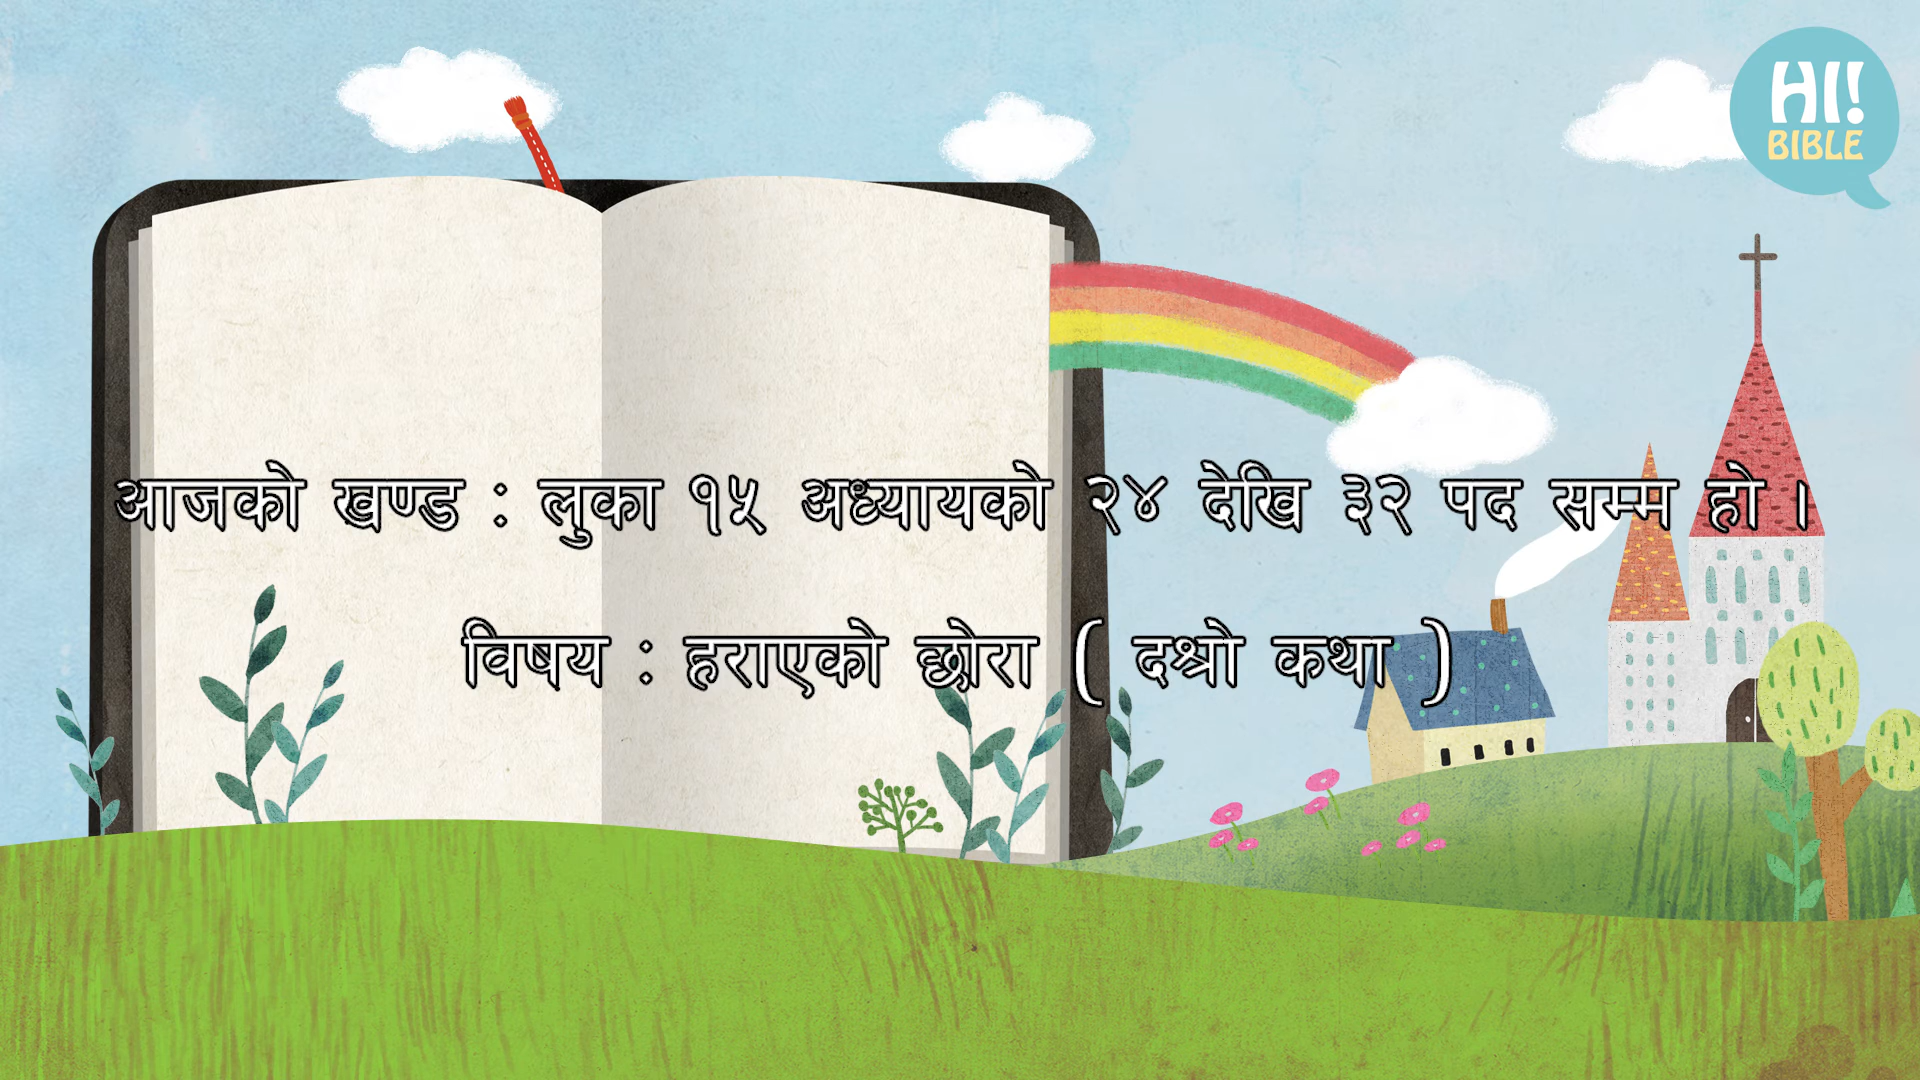 HI!
BIBLE
आजको खण्ड : लुका १५ अध्यायको २४ देखि ३२ पद सम्म हो ।
विषय : हराएको छोरा ( दश्रो कथा )